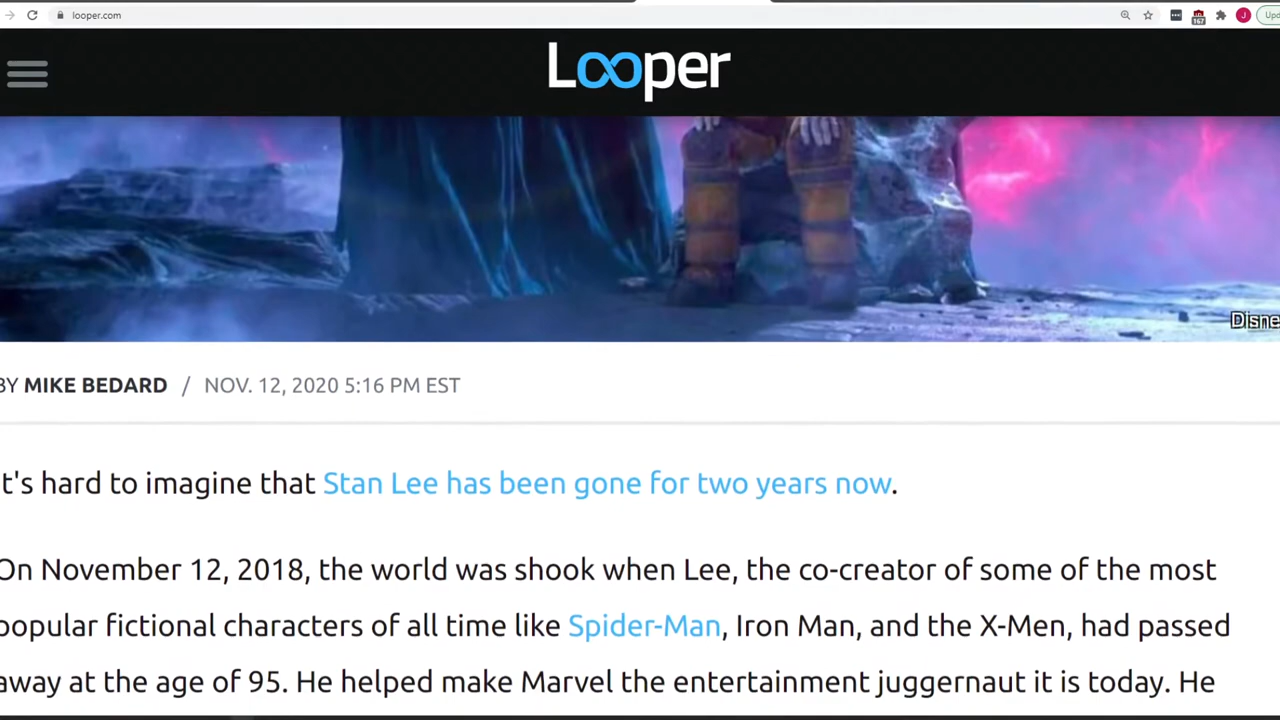 looper.com
167
J
Upd
Looper
Disne
BY MIKE BEDARD / NOV. 12, 2020 5:16 PM EST
t's hard to imagine that Stan Lee has been gone for two years now.
On November 12, 2018, the world was shook when Lee, the co-creator of some of the most
popular fictional characters of all time like Spider-Man, Iron Man, and the X-Men, had passed
away at the age of 95. He helped make Marvel the entertainment juggernaut it is today. He